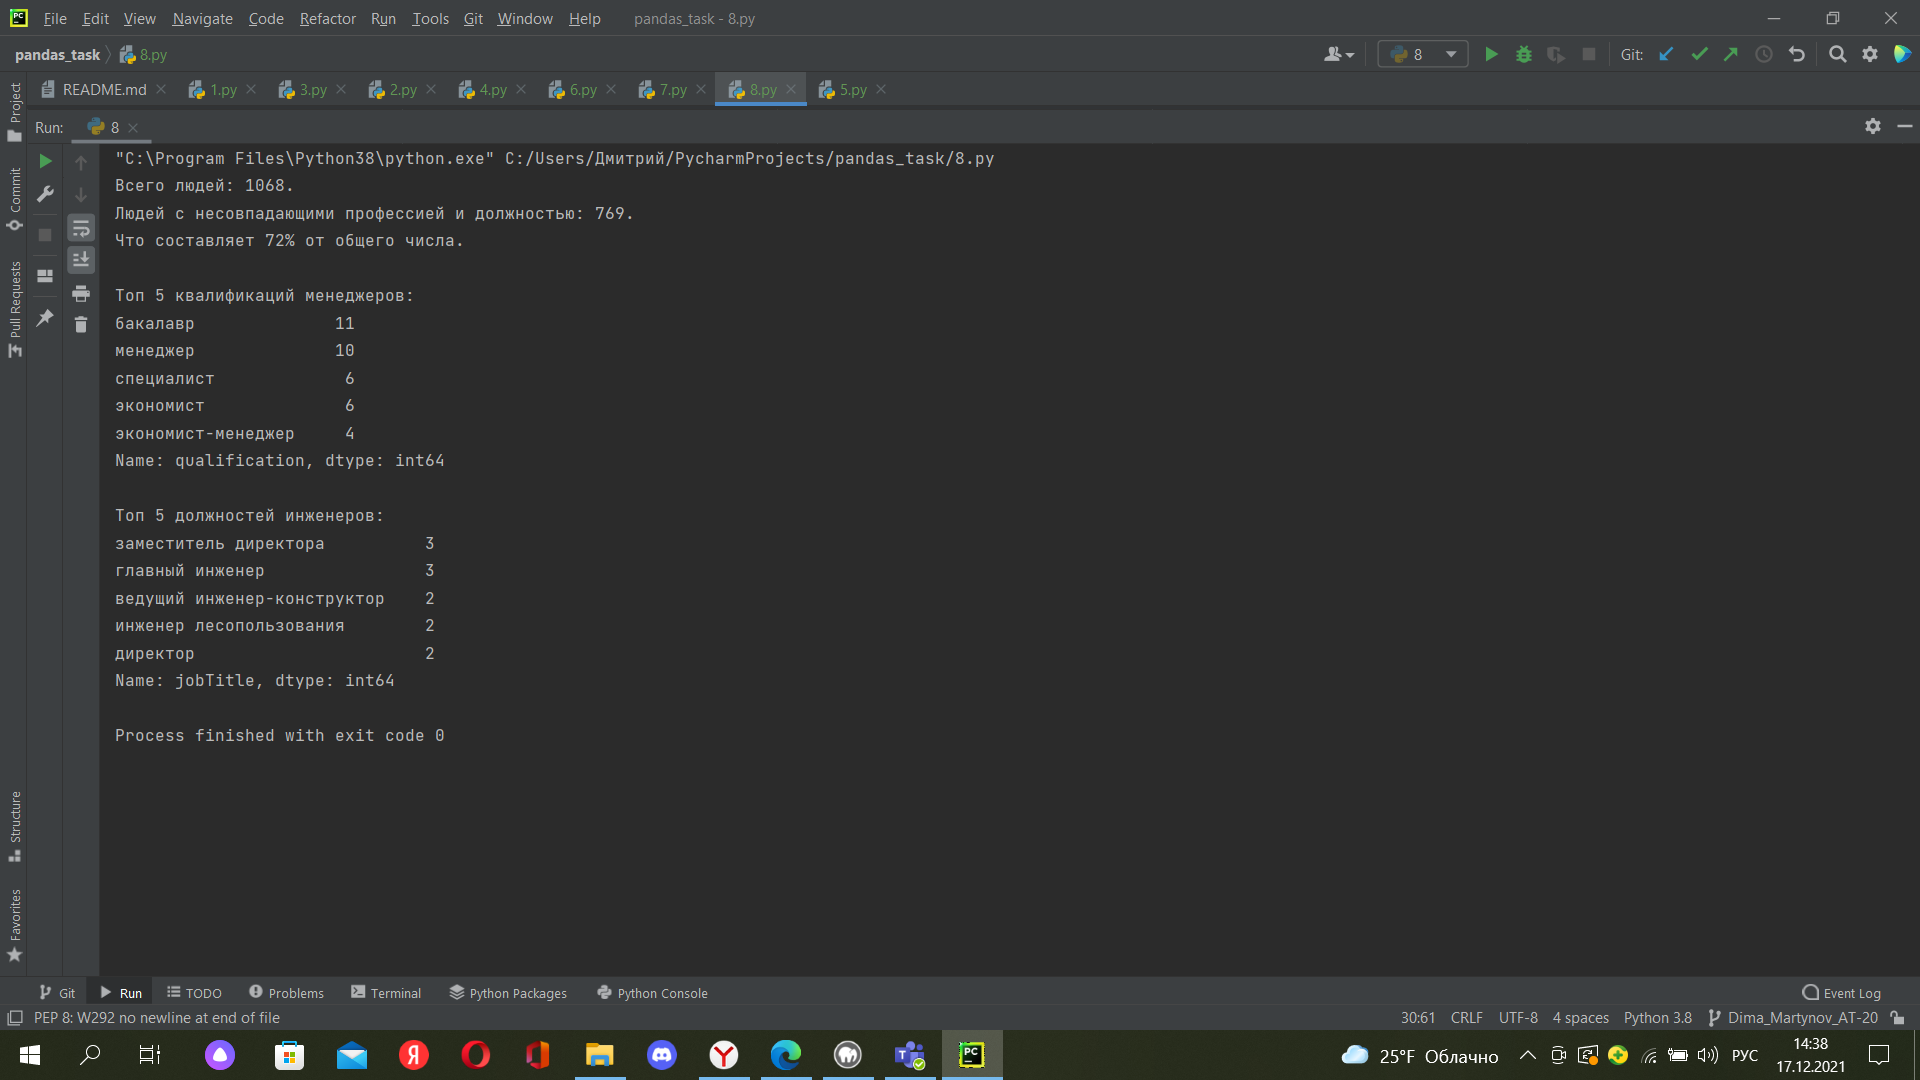 File Edit View Navigate Code Refactor Run Tools Git Window Help pandas_task - 8.py
pandas_task 8.py 8 Git:
README.md 1.py 3.py 2.py 4.py 6.py 7.py 8.py 5.py
Project
Commit
Pull Requests
Structure
Favorites
Run: 8
"C:\Program Files\Python38\python.exe" C:/Users/Дмитрий/PycharmProjects/pandas_task/8.py
Всего людей: 1068.
Людей с несовпадающими профессией и должностью: 769.
Что составляет 72% от общего числа.
Топ 5 квалификаций менеджеров:
бакалавр 11
менеджер 10
специалист 6
экономист 6
экономист-менеджер 4
Name: qualification, dtype: int64
Топ 5 должностей инженеров:
заместитель директора 3
главный инженер 3
ведущий инженер-конструктор 2
инженер лесопользования 2
директор 2
Name: jobTitle, dtype: int64
Process finished with exit code 0
Git Run TODO Problems Terminal Python Packages Python Console Event Log
PEP 8: W292 no newline at end of file 30:61 CRLF UTF-8 4 spaces Python 3.8 Dima_Martynov_AT-20
25°F Облачно РУС 14:38
17.12.2021